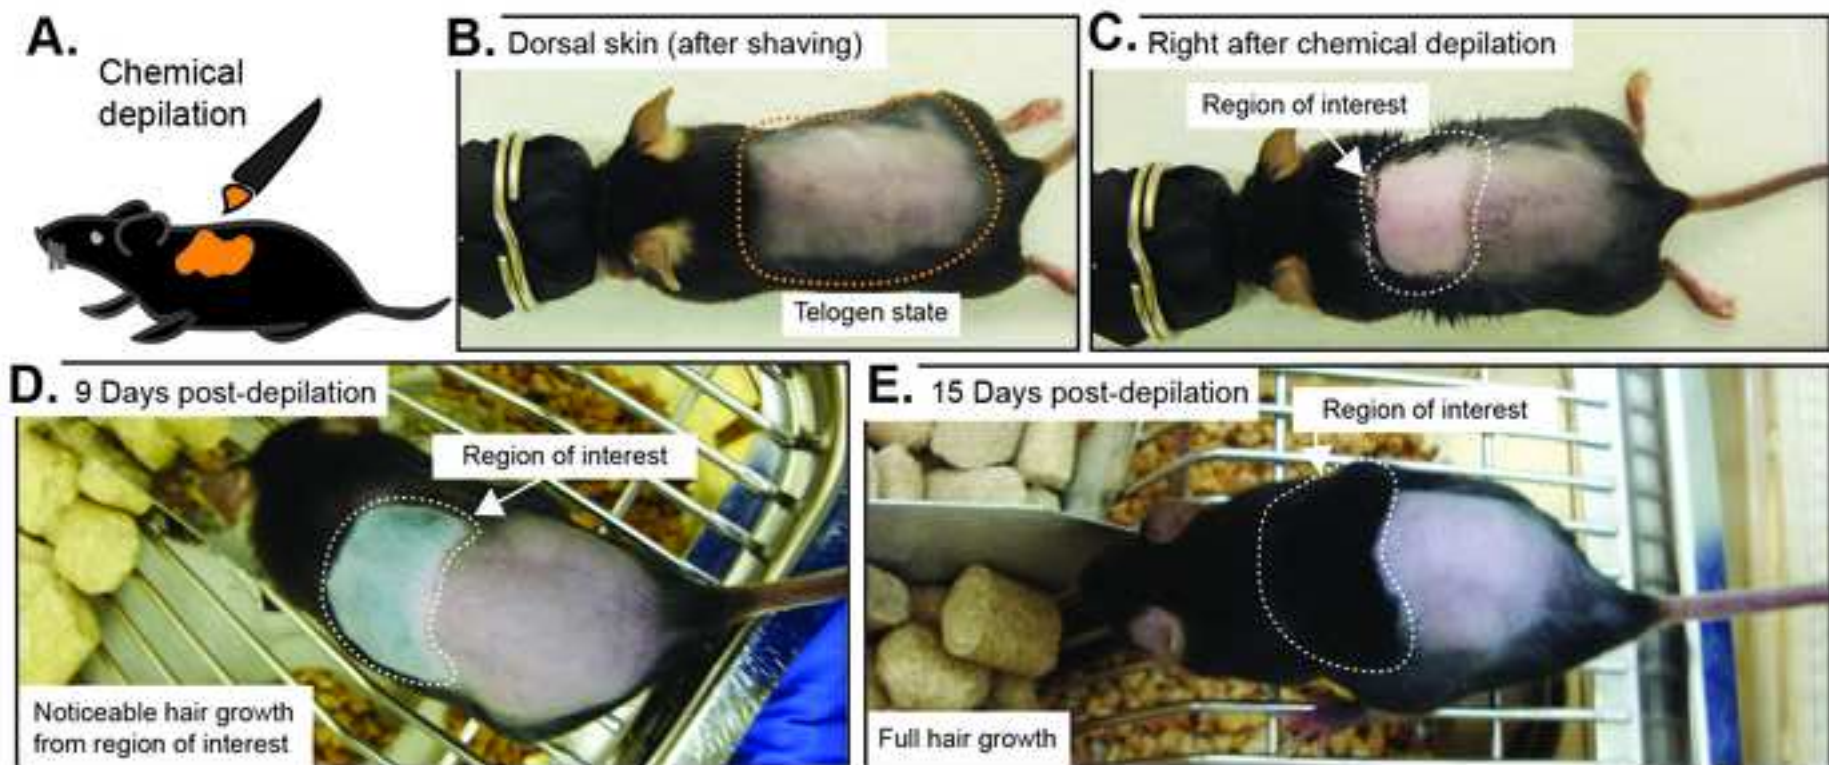 A.
Chemical
depilation
B. Dorsal skin (after shaving)
Telogen state
C. Right after chemical depilation
Region of interest
D. 9 Days post-depilation
Region of interest
Noticeable hair growth
from region of interest
E. 15 Days post-depilation
Region of interest
Full hair growth